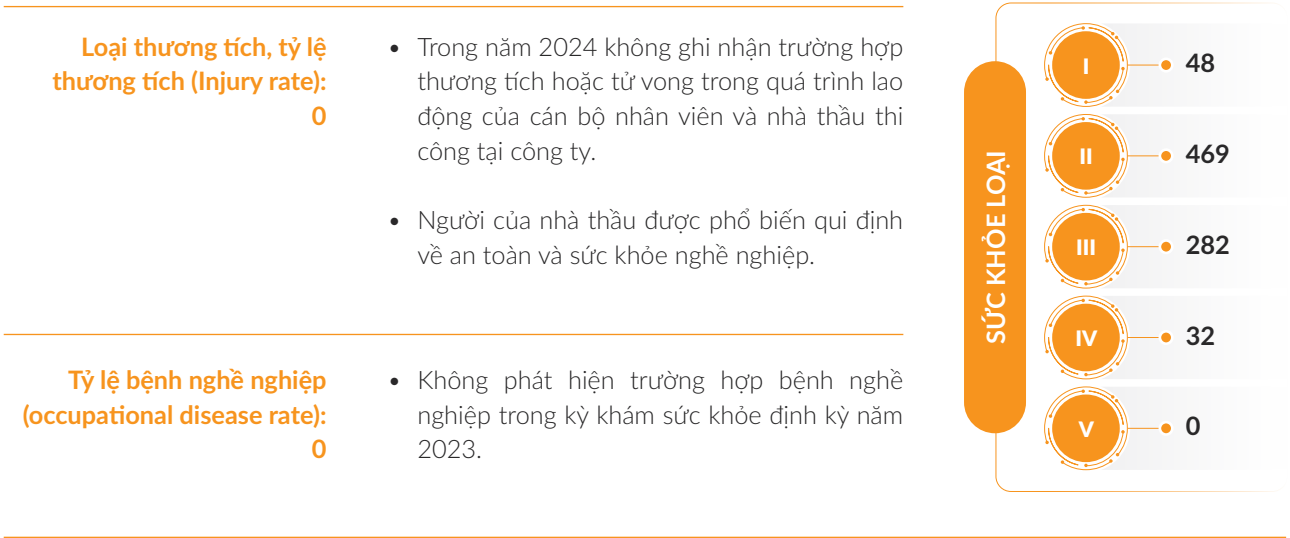 Loại thương tích, tỷ lệ
thương tích (Injury rate):
0
• Trong năm 2024 không ghi nhận trường hợp
thương tích hoặc tử vong trong quá trình lao
động của cán bộ nhân viên và nhà thầu thi
công tại công ty.
• Người của nhà thầu được phổ biến qui định
về an toàn và sức khỏe nghề nghiệp.
Tỷ lệ bệnh nghề nghiệp
(occupational disease rate):
0
• Không phát hiện trường hợp bệnh nghề
nghiệp trong kỳ khám sức khỏe định kỳ năm
2023.
SỨC KHỎE LOẠI
I 48
II 469
III 282
IV 32
V 0